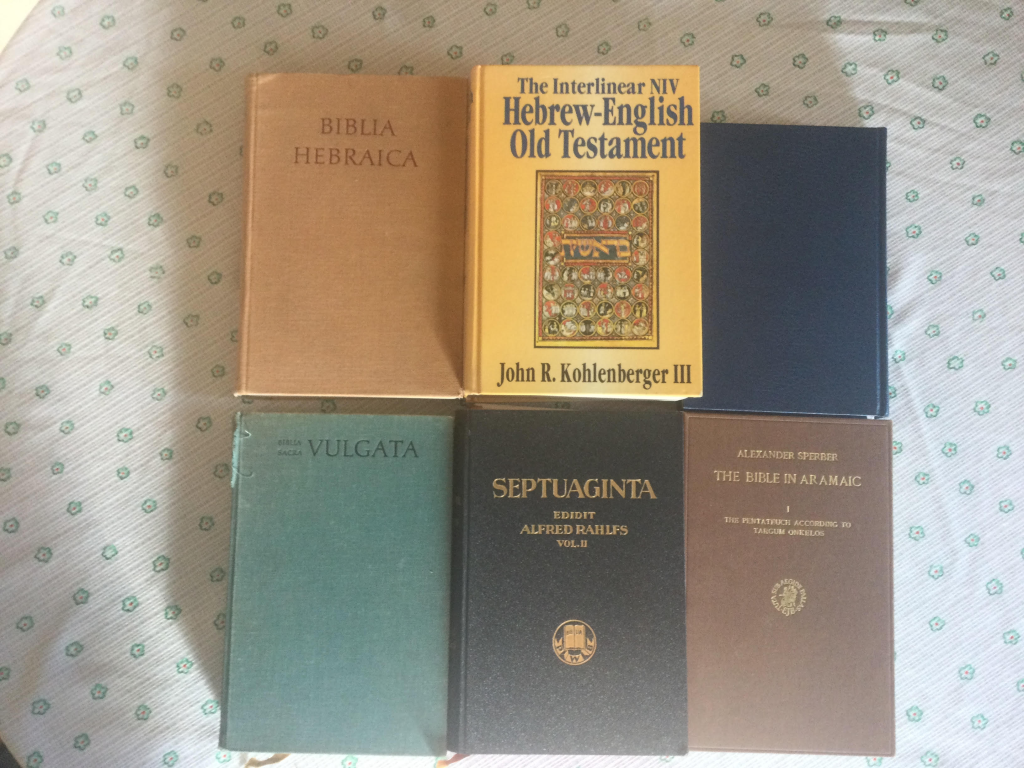 BIBLIA
HEBRAICA
The Interlinear NIV
Hebrew-English
Old Testament
בראשית
John R. Kohlenberger III
BIBLIA
SACRA
VULGATA
SEPTUAGINTA
EDIDIT
ALFRED RAHLFS
VOL. II
ALEXANDER SPERBER
THE BIBLE IN ARAMAIC
I
THE PENTATEUCH ACCORDING TO
TARGUM ONKELOS